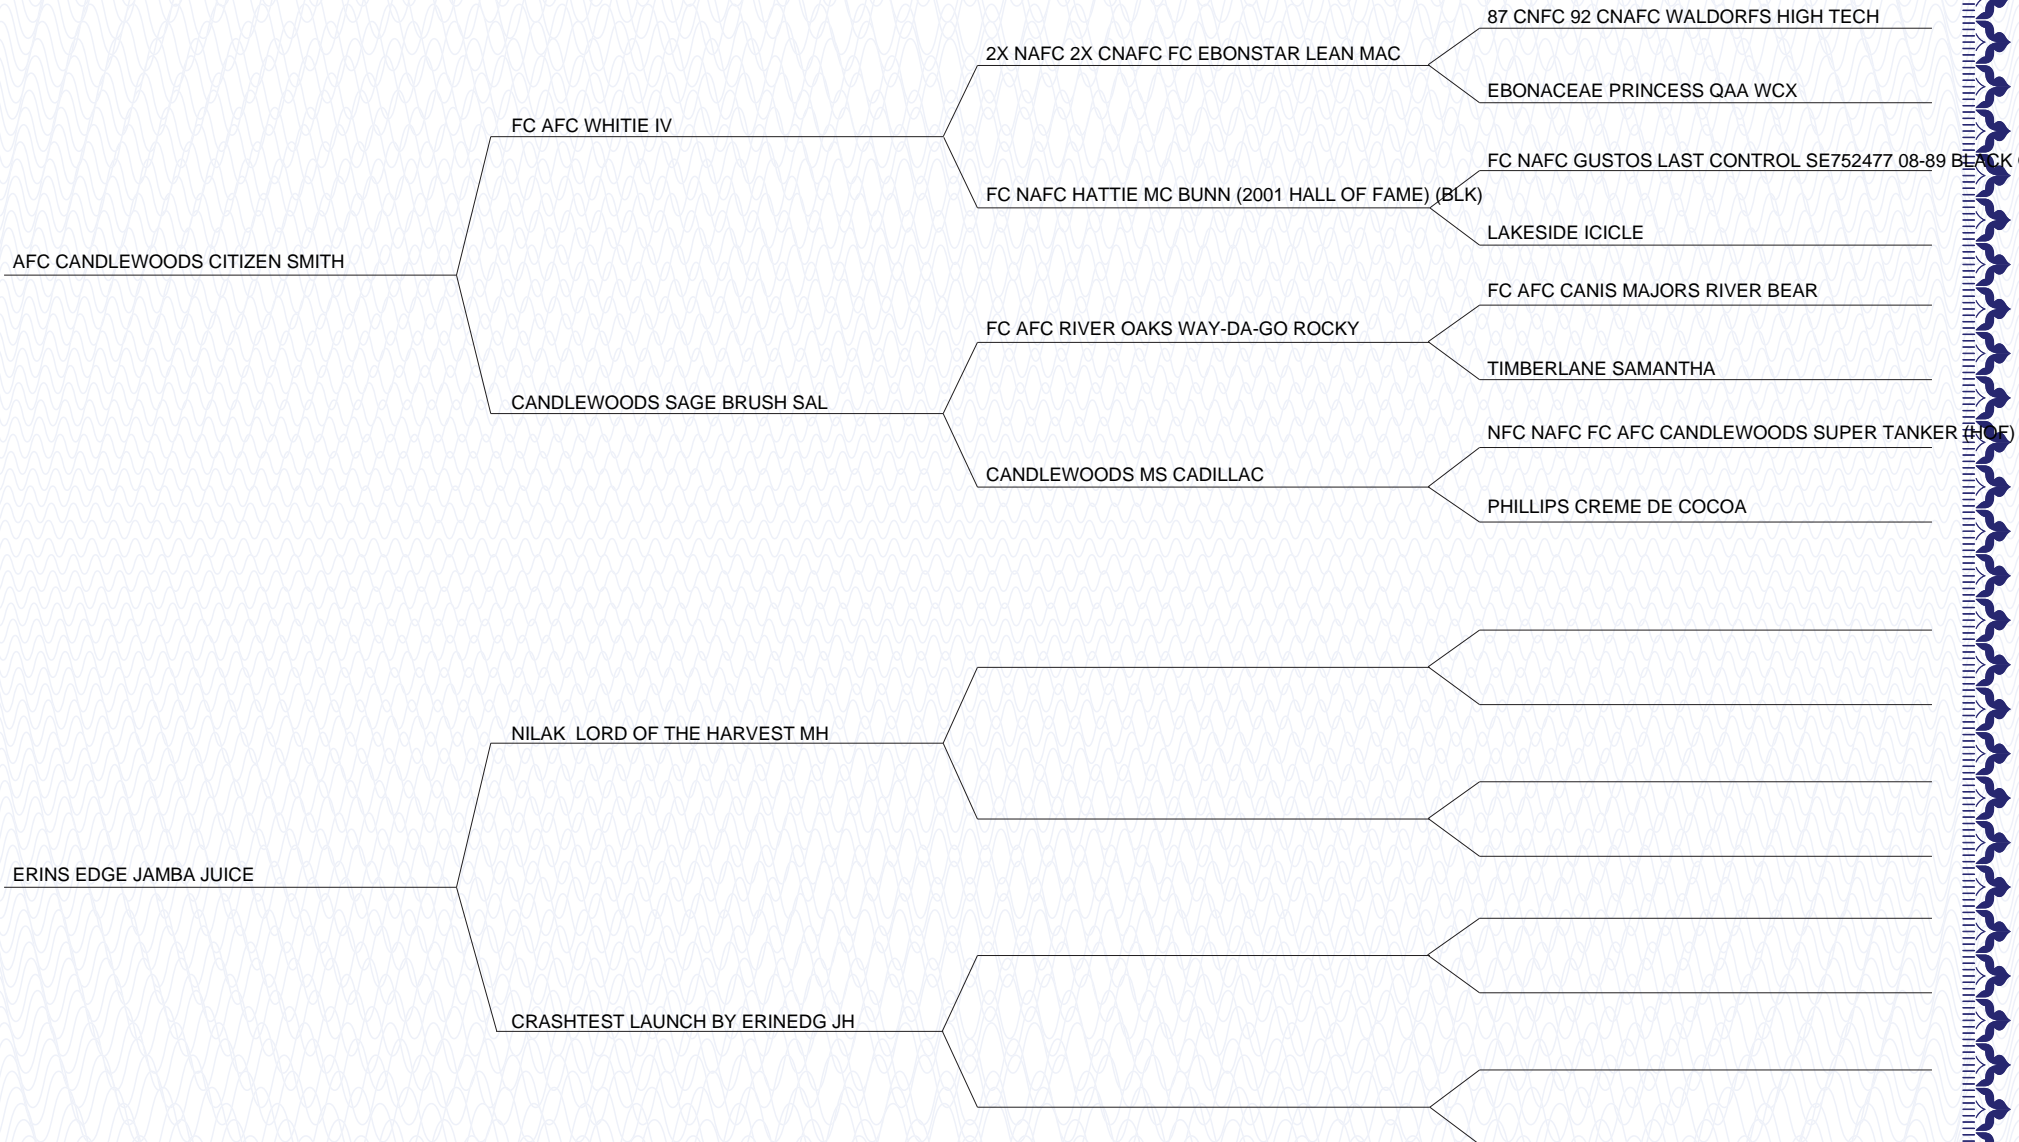 87 CNFC 92 CNAFC WALDORFS HIGH TECH
2X NAFC 2X CNAFC FC EBONSTAR LEAN MAC
EBONACEAE PRINCESS QAA WCX
FC AFC WHITIE IV
FC NAFC GUSTOS LAST CONTROL SE752477 08-89 BLACK
FC NAFC HATTIE MC BUNN (2001 HALL OF FAME) (BLK)
LAKESIDE ICICLE
AFC CANDLEWOODS CITIZEN SMITH
FC AFC CANIS MAJORS RIVER BEAR
FC AFC RIVER OAKS WAY-DA-GO ROCKY
TIMBERLANE SAMANTHA
CANDLEWOODS SAGE BRUSH SAL
NFC NAFC FC AFC CANDLEWOODS SUPER TANKER (HOF)
CANDLEWOODS MS CADILLAC
PHILLIPS CREME DE COCOA
NILAK  LORD OF THE HARVEST MH
ERINS EDGE JAMBA JUICE
CRASHTEST LAUNCH BY ERINEDG JH